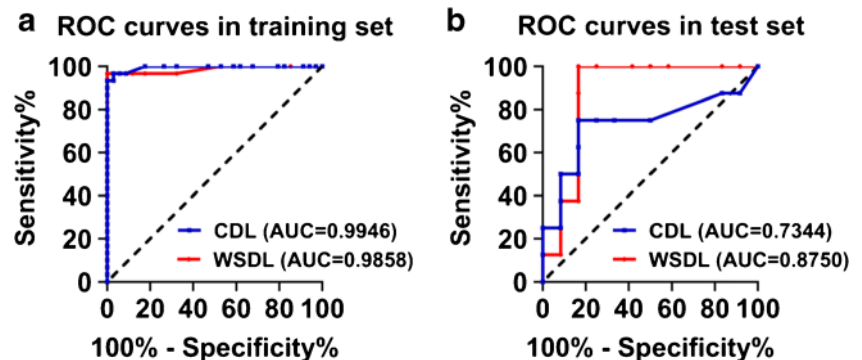 a ROC curves in training set
100
80
60
40
20
0
Sensitivity%
CDL (AUC=0.9946)
WSDL (AUC=0.9858)
0 20 40 60 80 100
100% - Specificity%
b ROC curves in test set
100
80
60
40
20
0
Sensitivity%
CDL (AUC=0.7344)
WSDL (AUC=0.8750)
0 20 40 60 80 100
100% - Specificity%